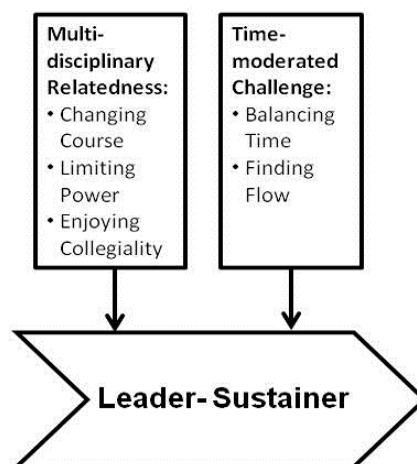 Multi-
disciplinary
Relatedness:
• Changing
Course
• Limiting
Power
• Enjoying
Collegiality
Time-
moderated
Challenge:
• Balancing
Time
• Finding
Flow
Leader- Sustainer